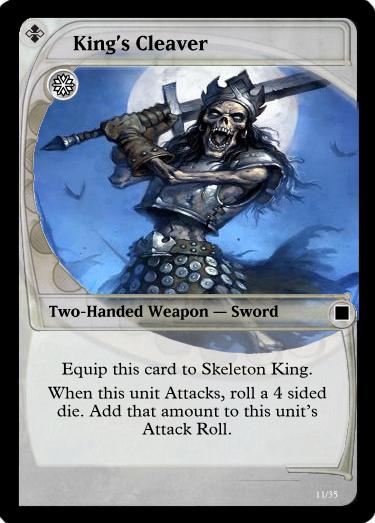 King's Cleaver
Two-Handed Weapon — Sword
Equip this card to Skeleton King.
When this unit Attacks, roll a 4 sided
die. Add that amount to this unit's
Attack Roll.
11/35